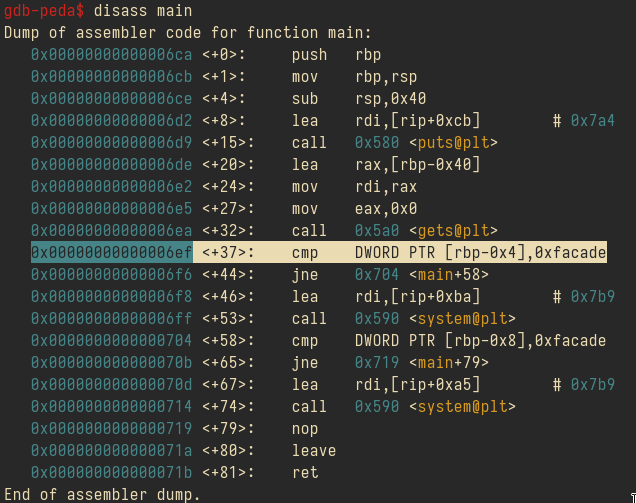 gdb-peda$ disass main
Dump of assembler code for function main:
0x00000000000006ca <+0>: push rbp
0x00000000000006cb <+1>: mov rbp,rsp
0x00000000000006ce <+4>: sub rsp,0x40
0x00000000000006d2 <+8>: lea rdi,[rip+0xcb] # 0x7a4
0x00000000000006d9 <+15>: call 0x580 <puts@plt>
0x00000000000006de <+20>: lea rax,[rbp-0x40]
0x00000000000006e2 <+24>: mov rdi,rax
0x00000000000006e5 <+27>: mov eax,0x0
0x00000000000006ea <+32>: call 0x5a0 <gets@plt>
0x00000000000006ef <+37>: cmp DWORD PTR [rbp-0x4],0xfacade
0x00000000000006f6 <+44>: jne 0x704 <main+58>
0x00000000000006f8 <+46>: lea rdi,[rip+0xba] # 0x7b9
0x00000000000006ff <+53>: call 0x590 <system@plt>
0x0000000000000704 <+58>: cmp DWORD PTR [rbp-0x8],0xfacade
0x000000000000070b <+65>: jne 0x719 <main+79>
0x000000000000070d <+67>: lea rdi,[rip+0xa5] # 0x7b9
0x0000000000000714 <+74>: call 0x590 <system@plt>
0x0000000000000719 <+79>: nop
0x000000000000071a <+80>: leave
0x000000000000071b <+81>: ret
End of assembler dump.